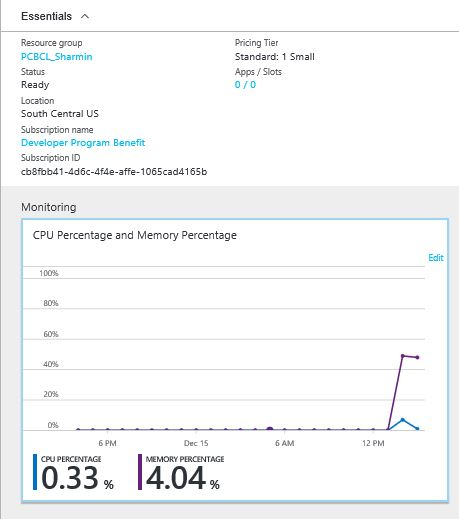 Essentials
Resource group
PCBCL_Sharmin
Pricing Tier
Standard: 1 Small
Status
Ready
Apps / Slots
0 / 0
Location
South Central US
Subscription name
Developer Program Benefit
Subscription ID
cb8fbb41-4d6c-4f4e-affe-1065cad4165b
Monitoring
CPU Percentage and Memory Percentage
Edit
100%
80%
60%
40%
20%
0%
6 PM Dec 15 6 AM 12 PM
CPU PERCENTAGE
0.33 %
MEMORY PERCENTAGE
4.04 %